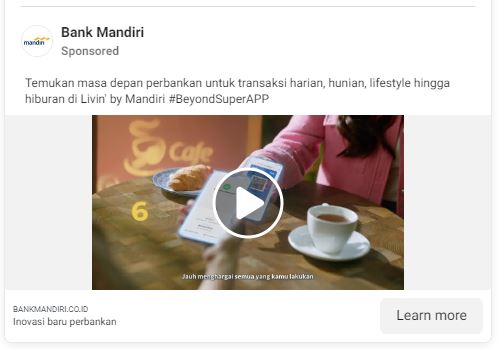 mandırı
Bank Mandiri
Sponsored
Temukan masa depan perbankan untuk transaksi harian, hunian, lifestyle hingga
hiburan di Livin' by Mandiri #BeyondSuperAPP
Cafe
6
Jauh menghargai semua yang kamu lakukan
BANKMANDIRI.CO.ID
Inovasi baru perbankan
Learn more